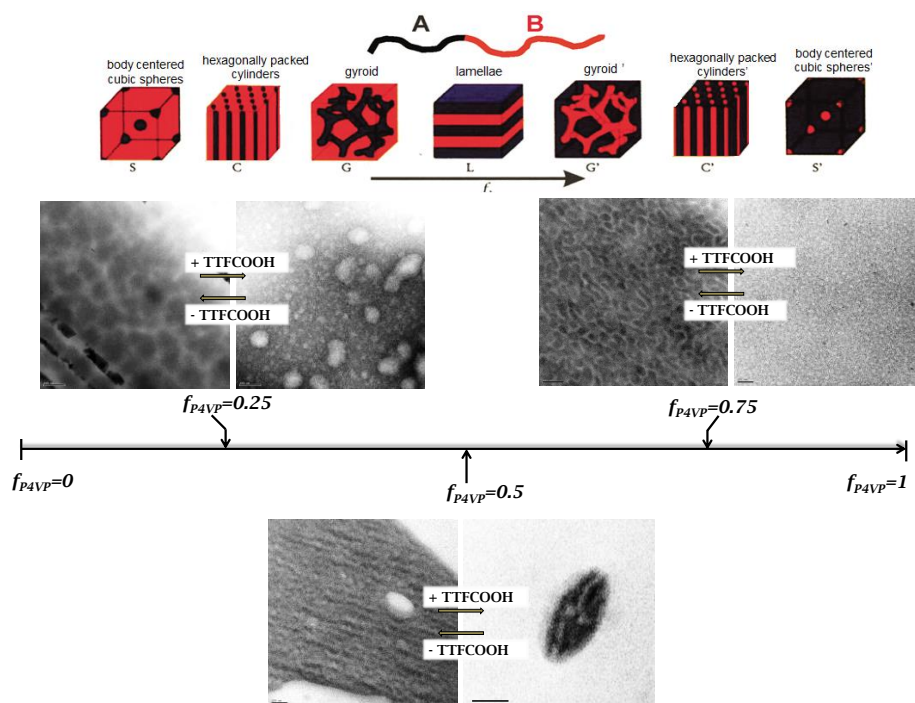 A
B
body centered
cubic spheres
hexagonally packed
cylinders
gyroid
lamellae
gyroid '
hexagonally packed
cylinders'
body centered
cubic spheres'
S
C
G
L
G'
C'
S'
+ TTFCOOH
- TTFCOOH
+ TTFCOOH
- TTFCOOH
fP4VP=0.25
fP4VP=0.75
fP4VP=0
fP4VP=0.5
fP4VP=1
+ TTFCOOH
- TTFCOOH